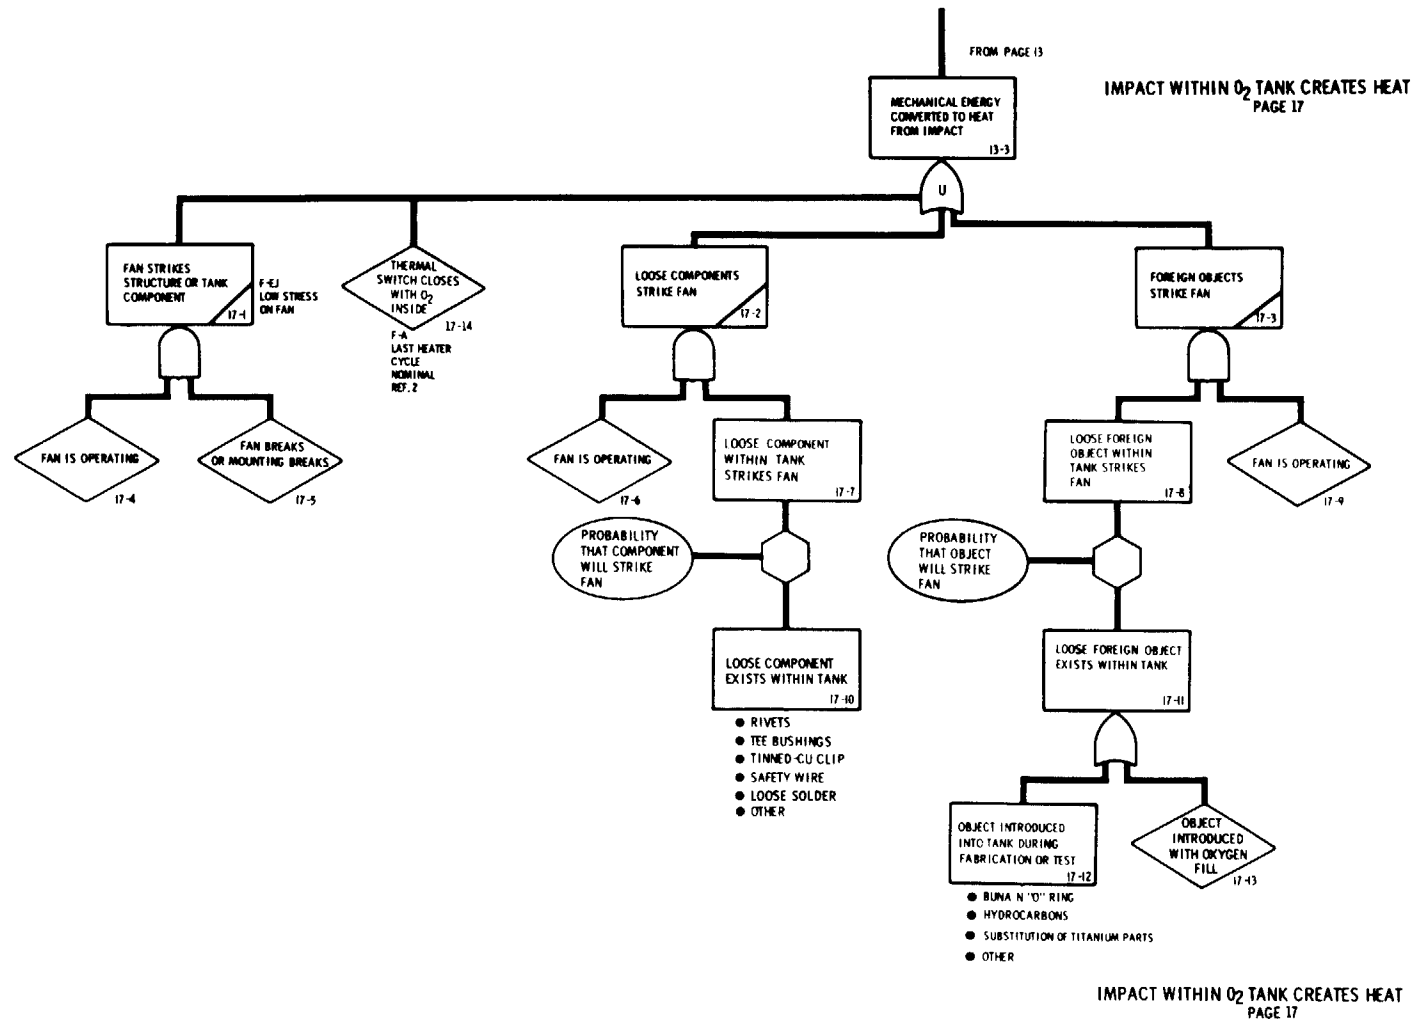 FROM PAGE 13
IMPACT WITHIN O2 TANK CREATES HEAT
PAGE 17
MECHANICAL ENERGY
CONVERTED TO HEAT
FROM IMPACT
13-3
U
FAN STRIKES
STRUCTURE OR TANK
COMPONENT
17-1
F-EJ
LOW STRESS
ON FAN
THERMAL
SWITCH CLOSES
WITH O2
INSIDE
17-14
F-A
LAST HEATER
CYCLE
NOMINAL
REF. 2
LOOSE COMPONENTS
STRIKE FAN
17-2
FOREIGN OBJECTS
STRIKE FAN
17-3
FAN IS OPERATING
17-4
FAN BREAKS
OR MOUNTING BREAKS
17-5
FAN IS OPERATING
17-6
LOOSE COMPONENT
WITHIN TANK
STRIKES FAN
17-7
LOOSE FOREIGN
OBJECT WITHIN
TANK STRIKES
FAN
17-8
FAN IS OPERATING
17-9
PROBABILITY
THAT COMPONENT
WILL STRIKE
FAN
PROBABILITY
THAT OBJECT
WILL STRIKE
FAN
LOOSE COMPONENT
EXISTS WITHIN TANK
17-10
● RIVETS
● TEE BUSHINGS
● TINNED-CU CLIP
● SAFETY WIRE
● LOOSE SOLDER
● OTHER
LOOSE FOREIGN OBJECT
EXISTS WITHIN TANK
17-11
OBJECT INTRODUCED
INTO TANK DURING
FABRICATION OR TEST
17-12
● BUNA N "O" RING
● HYDROCARBONS
● SUBSTITUTION OF TITANIUM PARTS
● OTHER
OBJECT
INTRODUCED
WITH OXYGEN
FILL
17-13
IMPACT WITHIN O2 TANK CREATES HEAT
PAGE 17